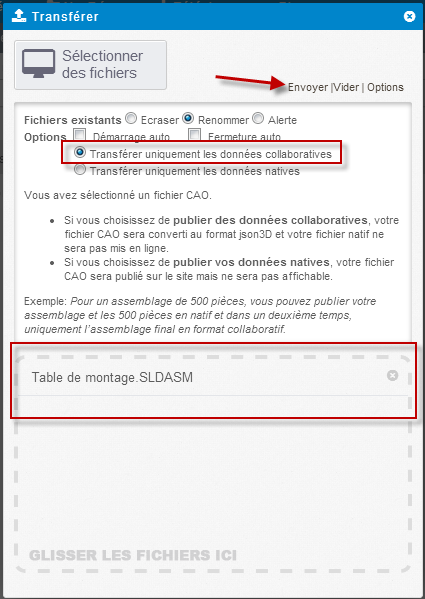 Transférer
Sélectionner
des fichiers
Envoyer |Vider | Options
Fichiers existants Ecraser Renommer Alerte
Options Démarrage auto Fermeture auto
Transférer uniquement les données collaboratives
Transférer uniquement les données natives
Vous avez sélectionné un fichier CAO.
• Si vous choisissez de publier des données collaboratives, votre
fichier CAO sera converti au format json3D et votre fichier natif ne
sera pas mis en ligne.
• Si vous choisissez de publier vos données natives, votre fichier
CAO sera publié sur le site mais ne sera pas affichable.
Exemple: Pour un assemblage de 500 pièces, vous pouvez publier votre
assemblage et les 500 pièces en natif et dans un deuxième temps,
uniquement l'assemblage final en format collaboratif.
Table de montage.SLDASM
GLISSER LES FICHIERS ICI